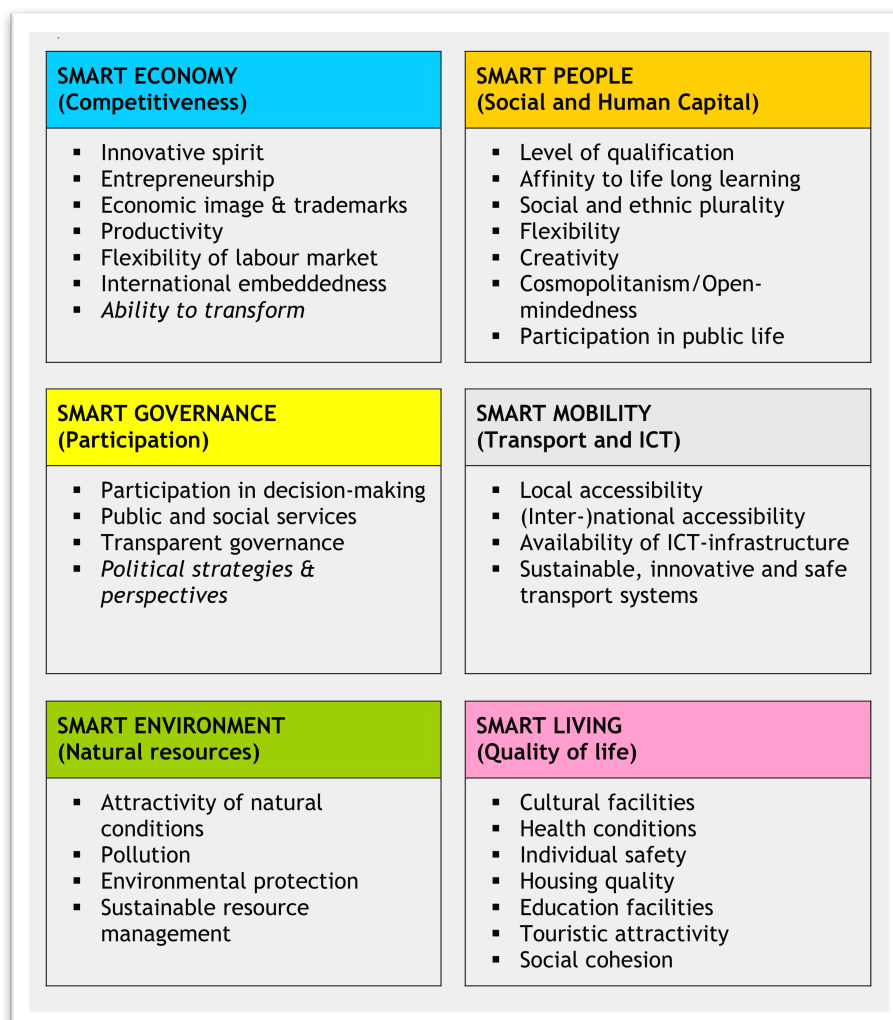 SMART ECONOMY
(Competitiveness)
▪ Innovative spirit
▪ Entrepreneurship
▪ Economic image & trademarks
▪ Productivity
▪ Flexibility of labour market
▪ International embeddedness
▪ Ability to transform
SMART PEOPLE
(Social and Human Capital)
▪ Level of qualification
▪ Affinity to life long learning
▪ Social and ethnic plurality
▪ Flexibility
▪ Creativity
▪ Cosmopolitanism/Open-
mindedness
▪ Participation in public life
SMART GOVERNANCE
(Participation)
▪ Participation in decision-making
▪ Public and social services
▪ Transparent governance
▪ Political strategies &
perspectives
SMART MOBILITY
(Transport and ICT)
▪ Local accessibility
▪ (Inter-)national accessibility
▪ Availability of ICT-infrastructure
▪ Sustainable, innovative and safe
transport systems
SMART ENVIRONMENT
(Natural resources)
▪ Attractivity of natural
conditions
▪ Pollution
▪ Environmental protection
▪ Sustainable resource
management
SMART LIVING
(Quality of life)
▪ Cultural facilities
▪ Health conditions
▪ Individual safety
▪ Housing quality
▪ Education facilities
▪ Touristic attractivity
▪ Social cohesion